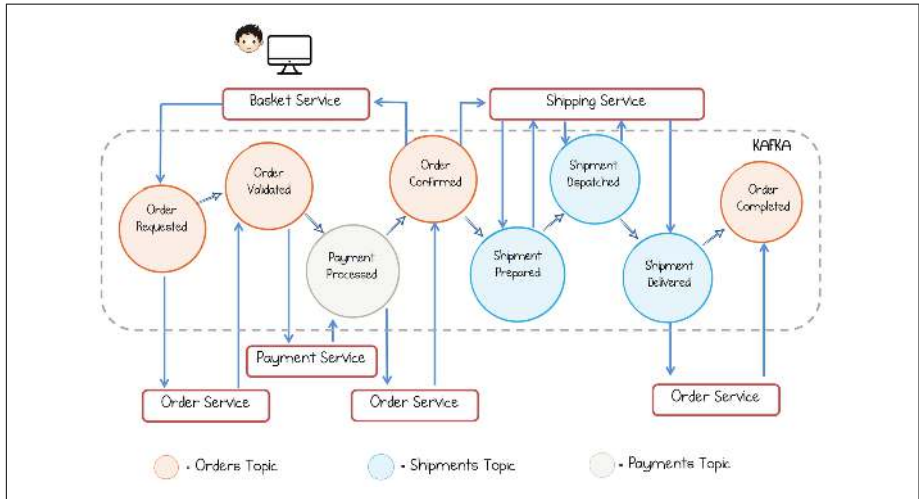 Basket Service
Shipping Service
KAFKA
Order
Requested
Order
Validated
Payment
Processed
Order
Confirmed
Shipment
Prepared
Shipment
Dispatched
Shipment
Delivered
Order
Completed
Payment Service
Order Service
Order Service
Order Service
- Orders Topic
- Shipments Topic
- Payments Topic